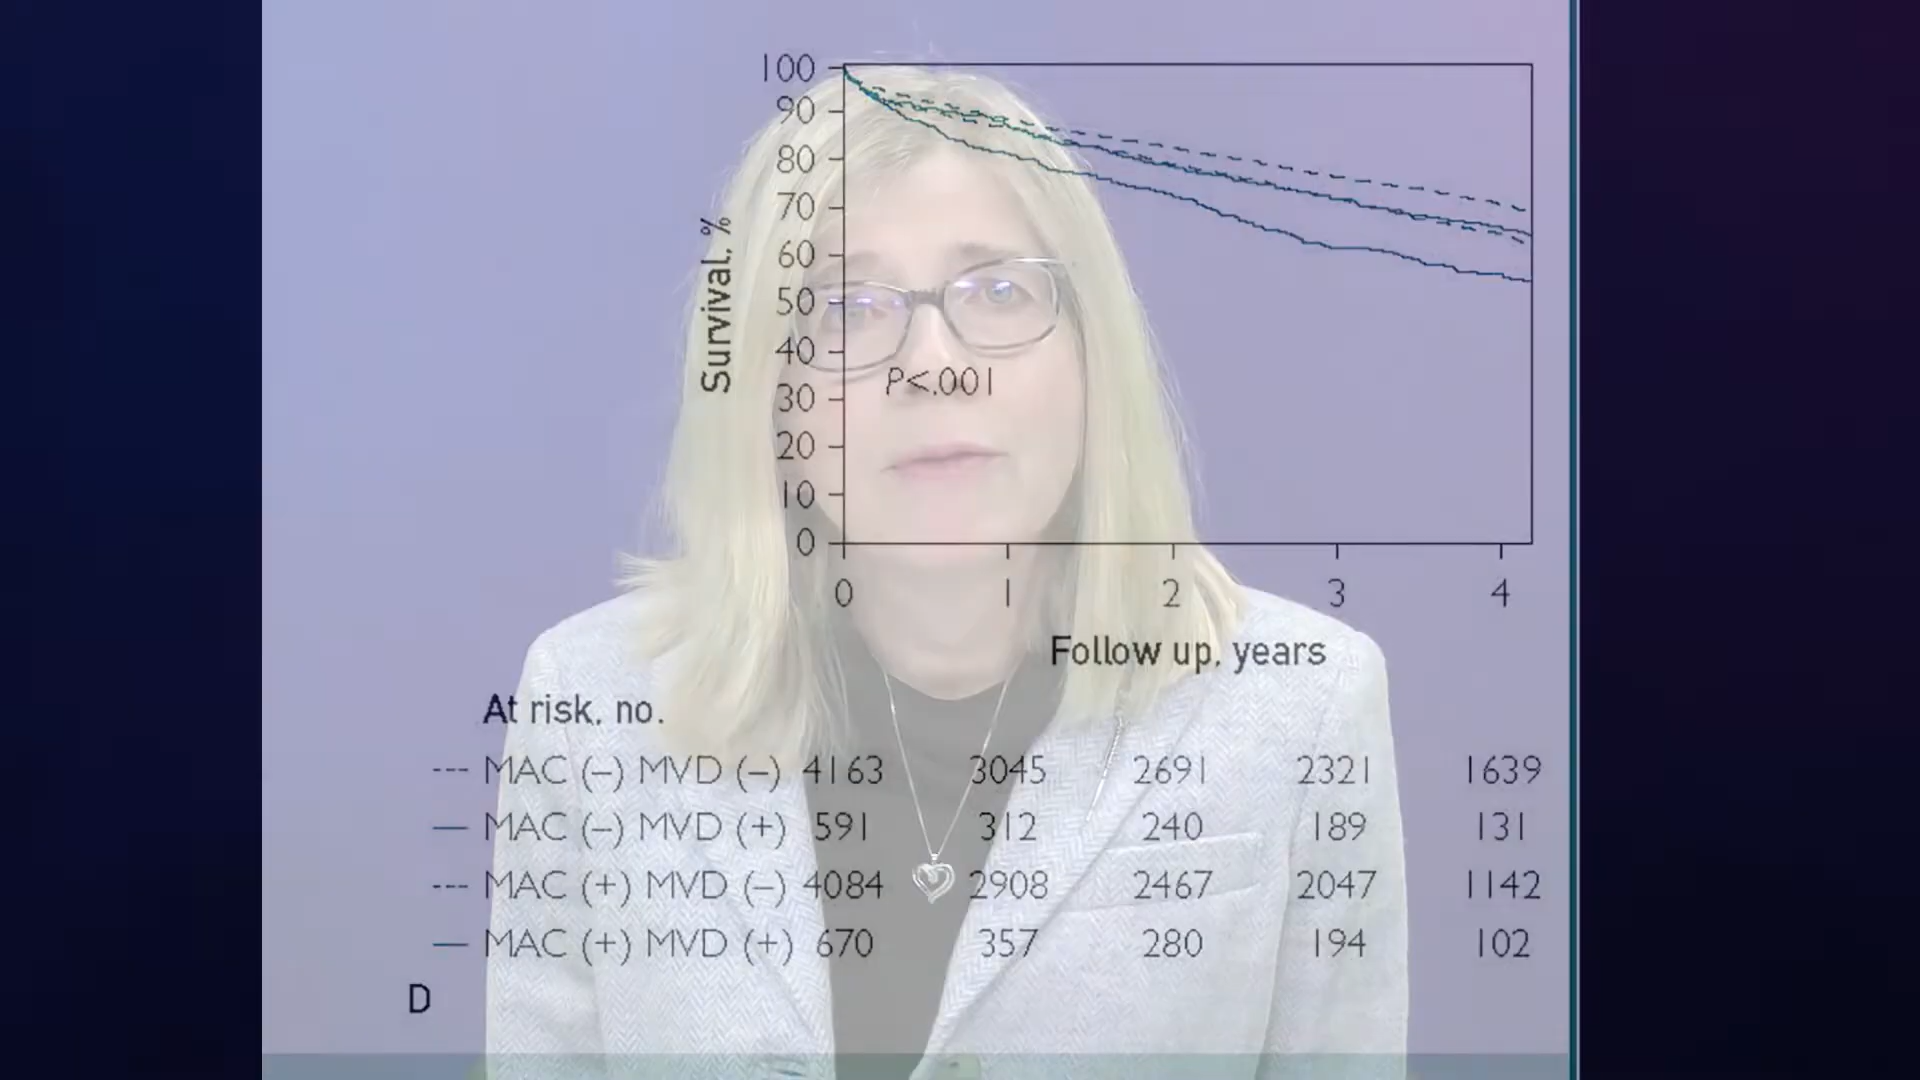 100
90
80
70
60
50
40
30
20
10
0
Survival, %
P<.001
0 1 2 3 4
Follow up, years
At risk, no.
--- MAC (–) MVD (–) 4163 3045 2691 2321 1639
— MAC (–) MVD (+) 591 312 240 189 131
--- MAC (+) MVD (–) 4084 2908 2467 2047 1142
— MAC (+) MVD (+) 670 357 280 194 102
D